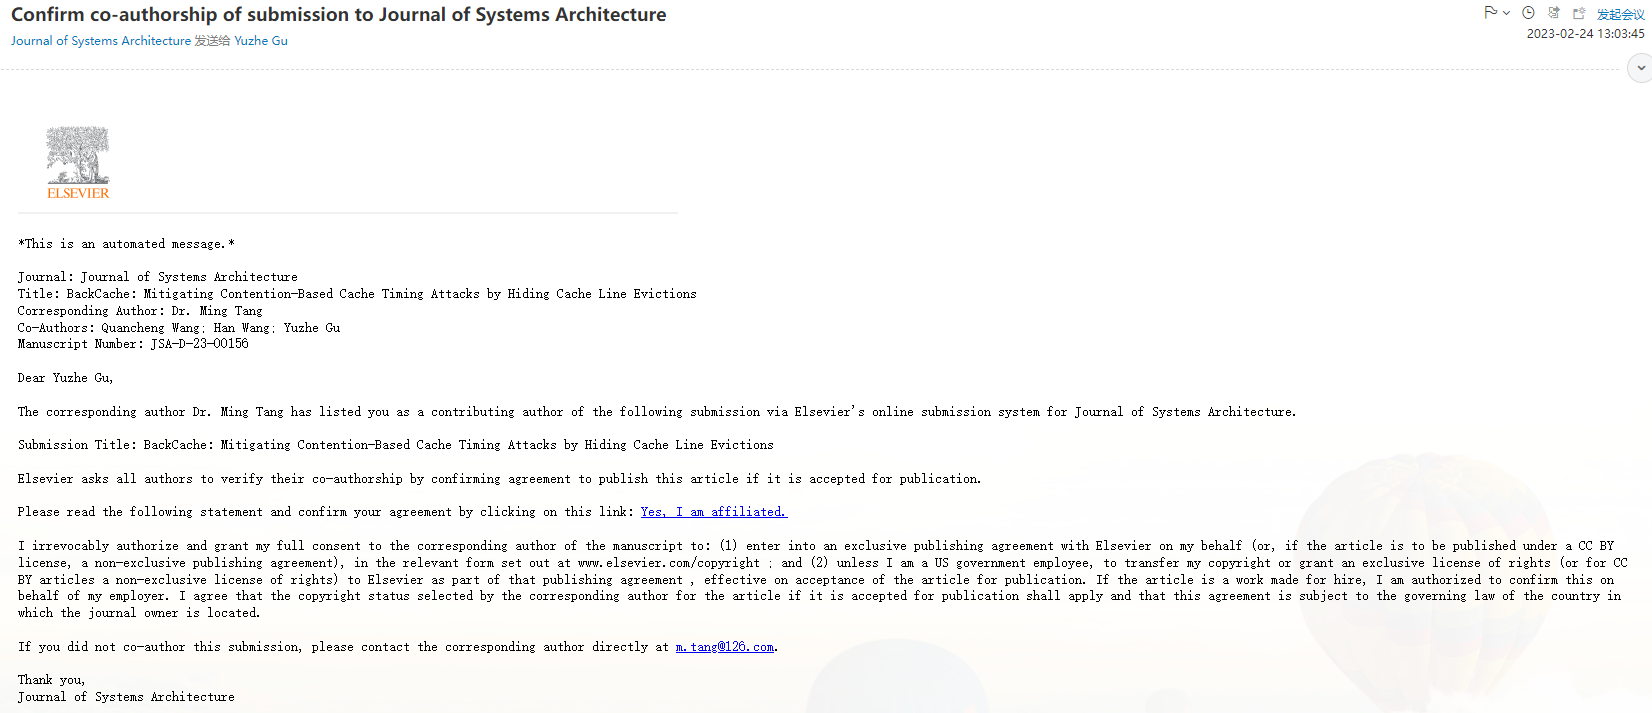 Confirm co-authorship of submission to Journal of Systems Architecture
发起会议
Journal of Systems Architecture 发送给 Yuzhe Gu
2023-02-24 13:03:45
ELSEVIER
*This is an automated message.*
Journal: Journal of Systems Architecture
Title: BackCache: Mitigating Contention-Based Cache Timing Attacks by Hiding Cache Line Evictions
Corresponding Author: Dr. Ming Tang
Co-Authors: Quancheng Wang; Han Wang; Yuzhe Gu
Manuscript Number: JSA-D-23-00156
Dear Yuzhe Gu,
The corresponding author Dr. Ming Tang has listed you as a contributing author of the following submission via Elsevier's online submission system for Journal of Systems Architecture.
Submission Title: BackCache: Mitigating Contention-Based Cache Timing Attacks by Hiding Cache Line Evictions
Elsevier asks all authors to verify their co-authorship by confirming agreement to publish this article if it is accepted for publication.
Please read the following statement and confirm your agreement by clicking on this link: Yes, I am affiliated.
I irrevocably authorize and grant my full consent to the corresponding author of the manuscript to: (1) enter into an exclusive publishing agreement with Elsevier on my behalf (or, if the article is to be published under a CC BY
license, a non-exclusive publishing agreement), in the relevant form set out at www.elsevier.com/copyright ; and (2) unless I am a US government employee, to transfer my copyright or grant an exclusive license of rights (or for CC
BY articles a non-exclusive license of rights) to Elsevier as part of that publishing agreement , effective on acceptance of the article for publication. If the article is a work made for hire, I am authorized to confirm this on
behalf of my employer. I agree that the copyright status selected by the corresponding author for the article if it is accepted for publication shall apply and that this agreement is subject to the governing law of the country in
which the journal owner is located.
If you did not co-author this submission, please contact the corresponding author directly at m.tang@126.com.
Thank you,
Journal of Systems Architecture